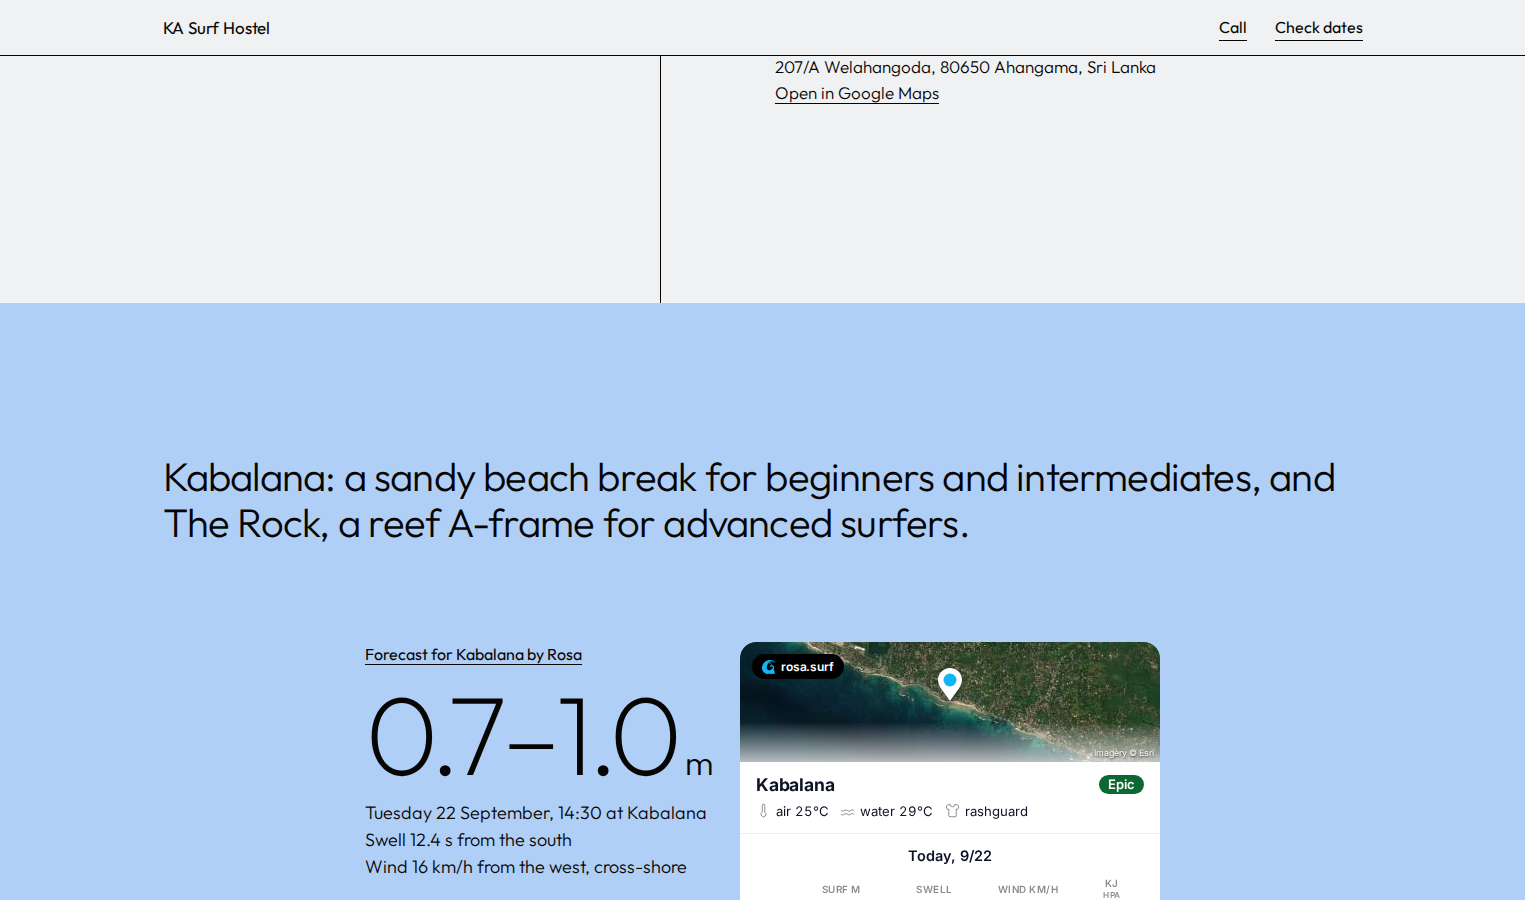 KA Surf Hostel
Call
Check dates
207/A Welahangoda, 80650 Ahangama, Sri Lanka
Open in Google Maps
Kabalana: a sandy beach break for beginners and intermediates, and
The Rock, a reef A-frame for advanced surfers.
Forecast for Kabalana by Rosa
0.7–1.0 m
Tuesday 22 September, 14:30 at Kabalana
Swell 12.4 s from the south
Wind 16 km/h from the west, cross-shore
rosa.surf
Imagery © Esri
Kabalana
Epic
air 25°C water 29°C rashguard
Today, 9/22
SURF M SWELL WIND KM/H KJ
HPA